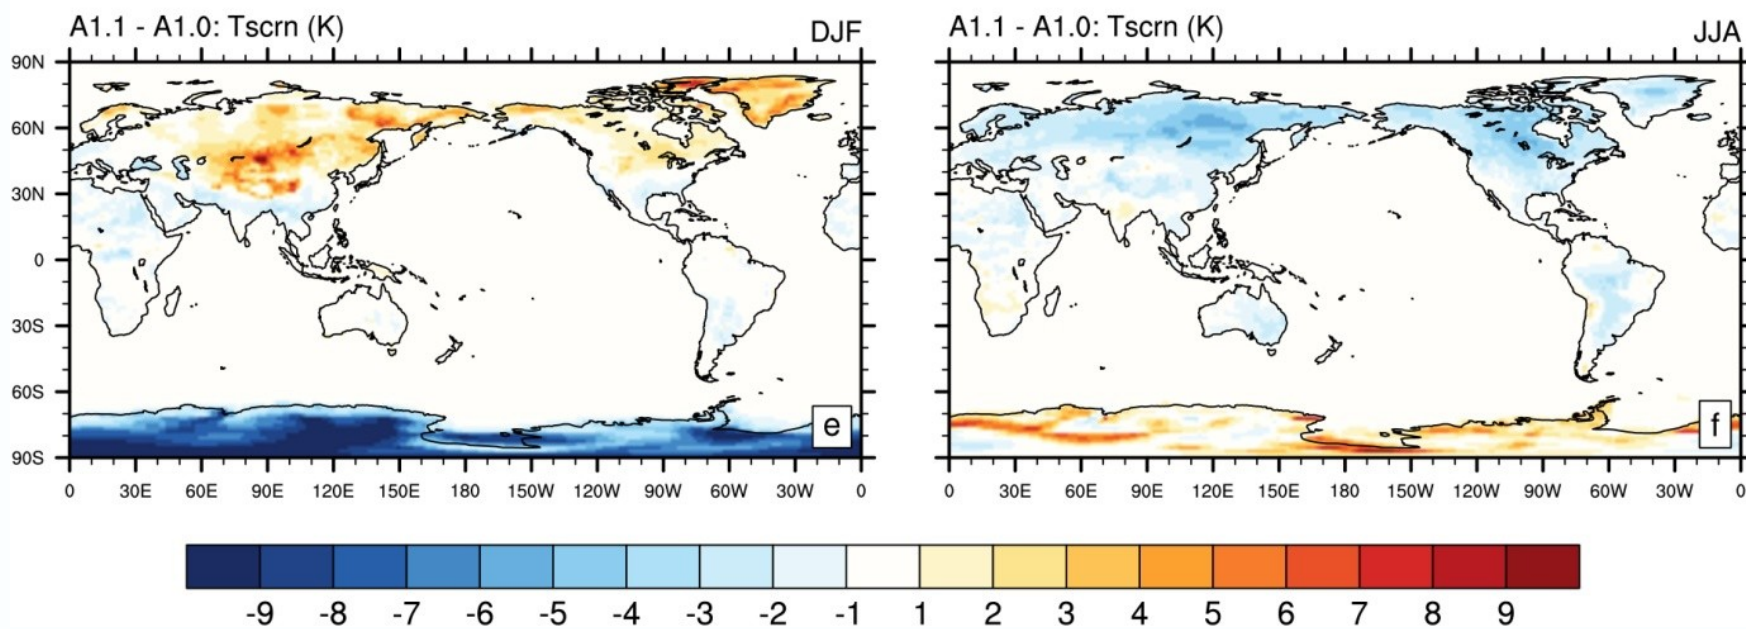 A1.1 - A1.0: Tscrn (K) DJF
A1.1 - A1.0: Tscrn (K) JJA
90N
60N
30N
0
30S
60S
90S
e
f
0 30E 60E 90E 120E 150E 180 150W 120W 90W 60W 30W 0
0 30E 60E 90E 120E 150E 180 150W 120W 90W 60W 30W 0
-9 -8 -7 -6 -5 -4 -3 -2 -1 1 2 3 4 5 6 7 8 9